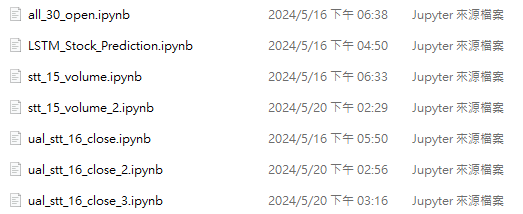 all_30_open.ipynb 2024/5/16 下午 06:38 Jupyter 來源檔案
LSTM_Stock_Prediction.ipynb 2024/5/16 下午 04:50 Jupyter 來源檔案
stt_15_volume.ipynb 2024/5/16 下午 06:33 Jupyter 來源檔案
stt_15_volume_2.ipynb 2024/5/20 下午 02:29 Jupyter 來源檔案
ual_stt_16_close.ipynb 2024/5/16 下午 05:50 Jupyter 來源檔案
ual_stt_16_close_2.ipynb 2024/5/20 下午 02:56 Jupyter 來源檔案
ual_stt_16_close_3.ipynb 2024/5/20 下午 03:16 Jupyter 來源檔案